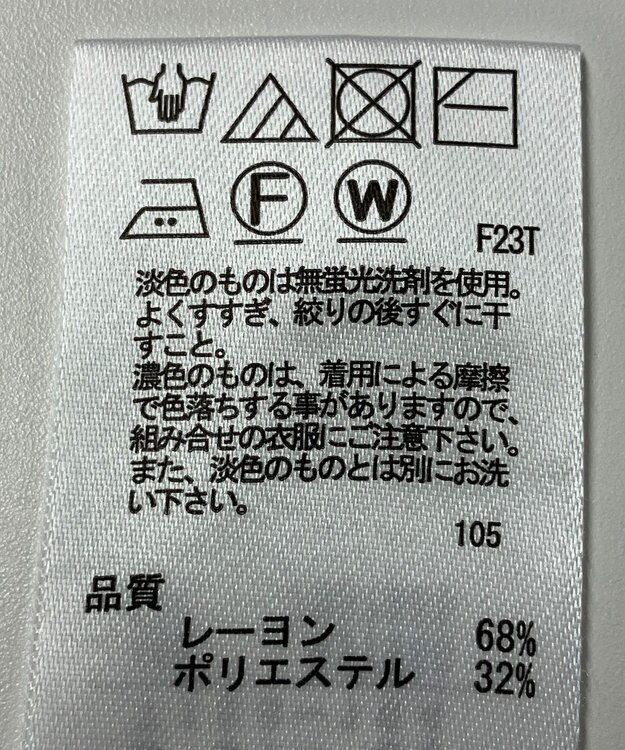 F W
F23T
淡色のものは無蛍光洗剤を使用。
よくすすぎ、絞りの後すぐに干
すこと。
濃色のものは、着用による摩擦
で色落ちする事がありますので、
組み合せの衣服にご注意下さい。
また、淡色のものとは別にお洗
い下さい。
105
品質
レーヨン 68%
ポリエステル 32%